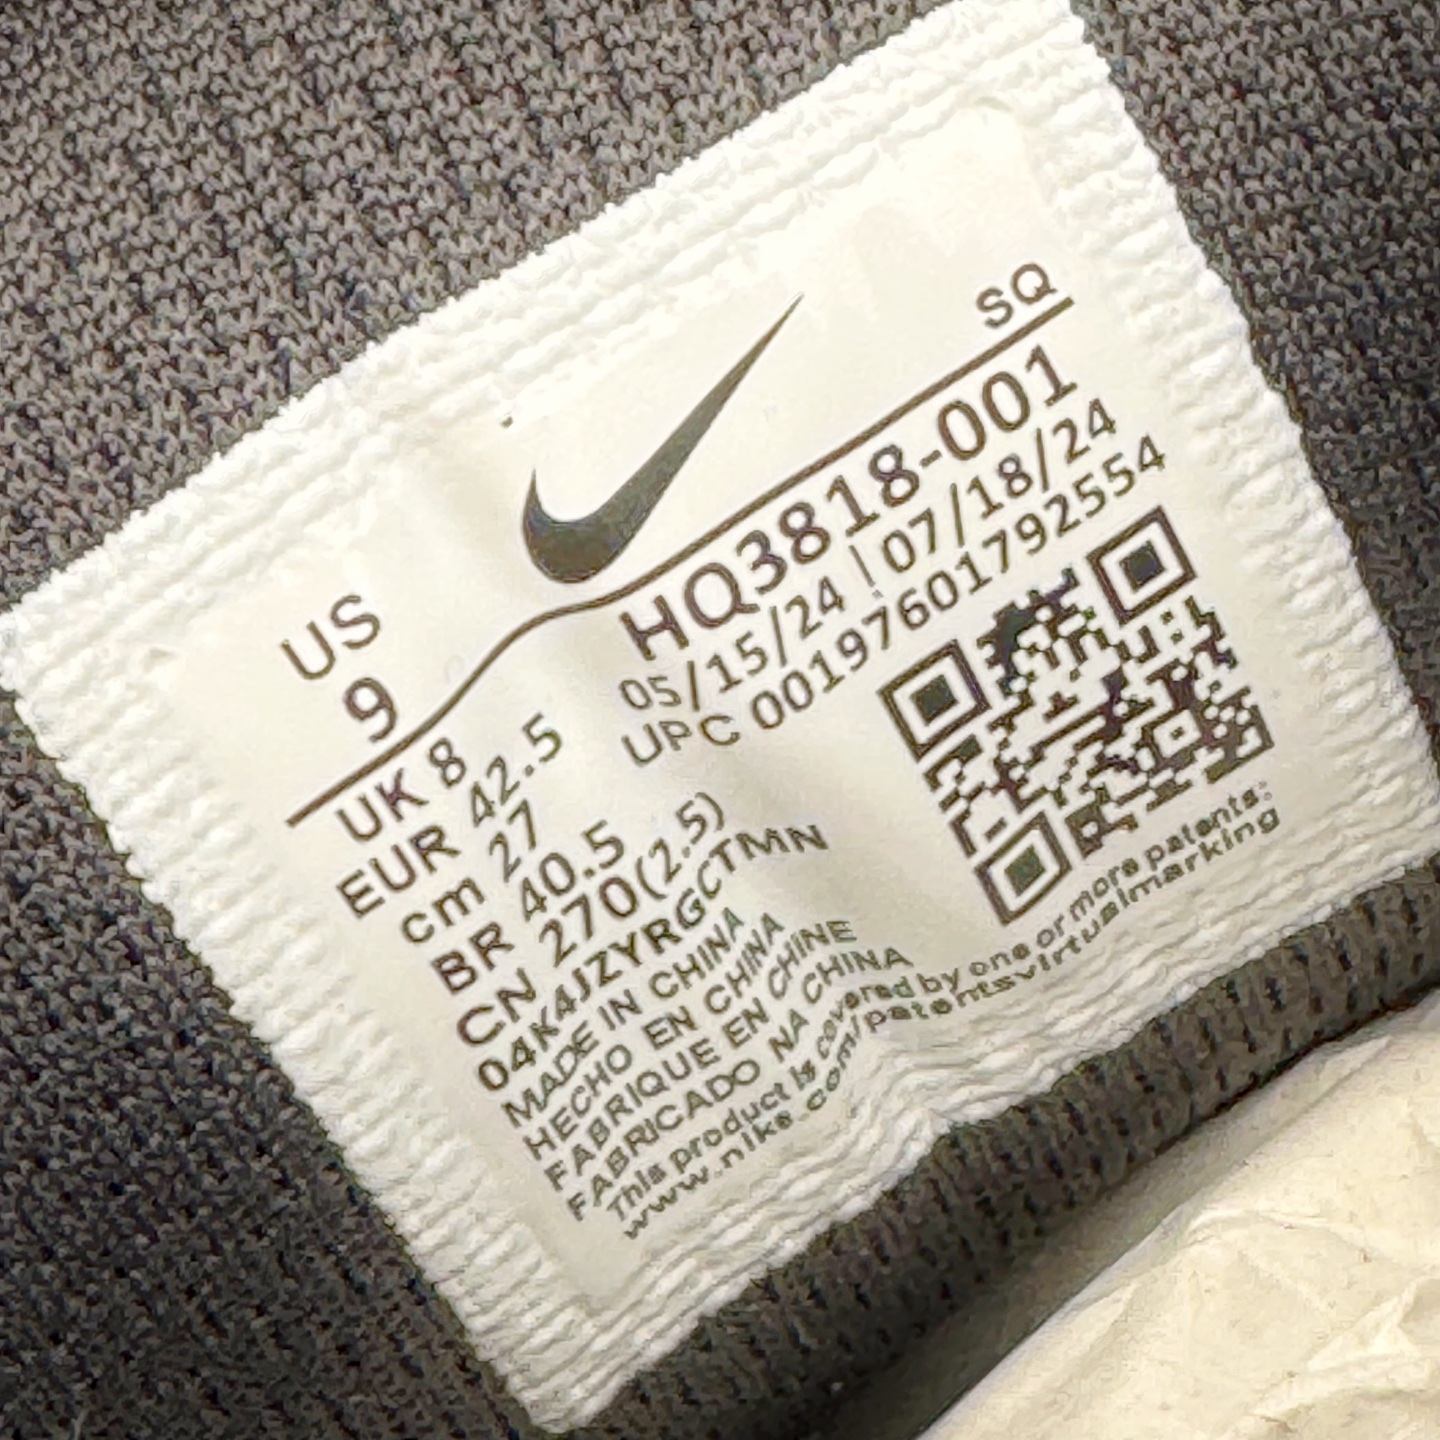 US
9
SQ
HQ3818-001
05/15/24 | 07/18/24
UPC 00197601792554
UK 8
EUR 42.5
cm 27
BR 40.5
CN 270(2.5)
04K4JZYRGCTMN
MADE IN CHINA
HECHO EN CHINA
FABRIQUE EN CHINE
FABRICADO NA CHINA
This product is covered by one or more patents:
www.nike.com/patentsvirtualmarking